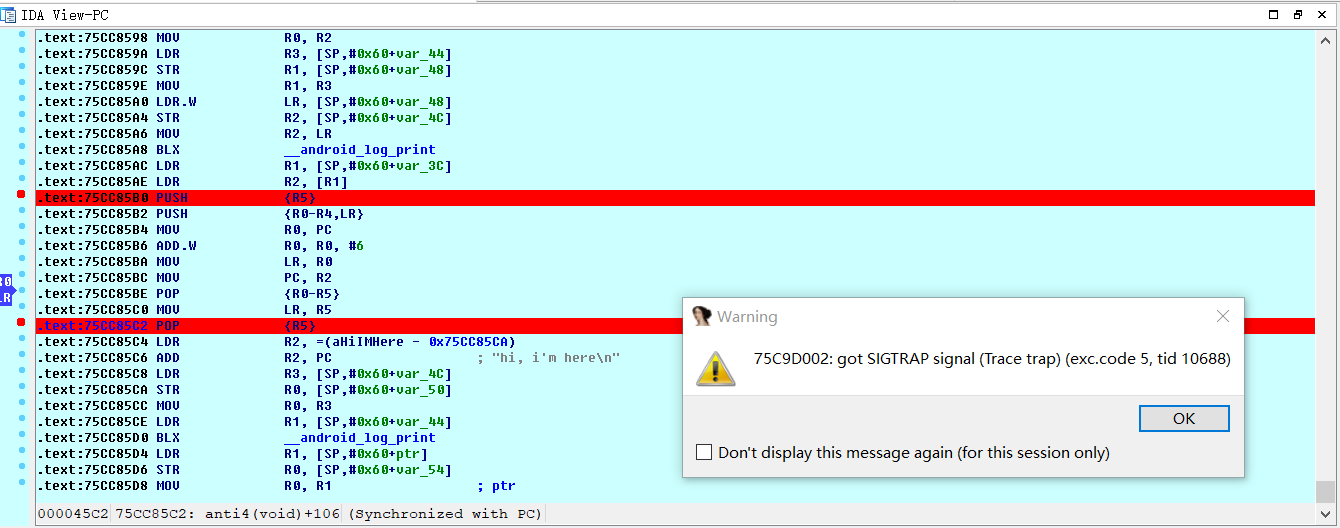 IDA View-PC
.text:75CC8598 MOV R0, R2
.text:75CC859A LDR R3, [SP,#0x60+var_44]
.text:75CC859C STR R1, [SP,#0x60+var_48]
.text:75CC859E MOV R1, R3
.text:75CC85A0 LDR.W LR, [SP,#0x60+var_48]
.text:75CC85A4 STR R2, [SP,#0x60+var_4C]
.text:75CC85A6 MOV R2, LR
.text:75CC85A8 BLX __android_log_print
.text:75CC85AC LDR R1, [SP,#0x60+var_3C]
.text:75CC85AE LDR R2, [R1]
.text:75CC85B0 PUSH {R5}
.text:75CC85B2 PUSH {R0-R4,LR}
.text:75CC85B4 MOV R0, PC
.text:75CC85B6 ADD.W R0, R0, #6
.text:75CC85BA MOV LR, R0
.text:75CC85BC MOV PC, R2
.text:75CC85BE POP {R0-R5}
.text:75CC85C0 MOV LR, R5
.text:75CC85C2 POP {R5}
.text:75CC85C4 LDR R2, =(aHiIMHere - 0x75CC85CA)
.text:75CC85C6 ADD R2, PC ; "hi, i'm here\n"
.text:75CC85C8 LDR R3, [SP,#0x60+var_4C]
.text:75CC85CA STR R0, [SP,#0x60+var_50]
.text:75CC85CC MOV R0, R3
.text:75CC85CE LDR R1, [SP,#0x60+var_44]
.text:75CC85D0 BLX __android_log_print
.text:75CC85D4 LDR R1, [SP,#0x60+ptr]
.text:75CC85D6 STR R0, [SP,#0x60+var_54]
.text:75CC85D8 MOV R0, R1 ; ptr
R0
LR
000045C2 75CC85C2: anti4(void)+106 (Synchronized with PC)
Warning
75C9D002: got SIGTRAP signal (Trace trap) (exc.code 5, tid 10688)
OK
Don't display this message again (for this session only)